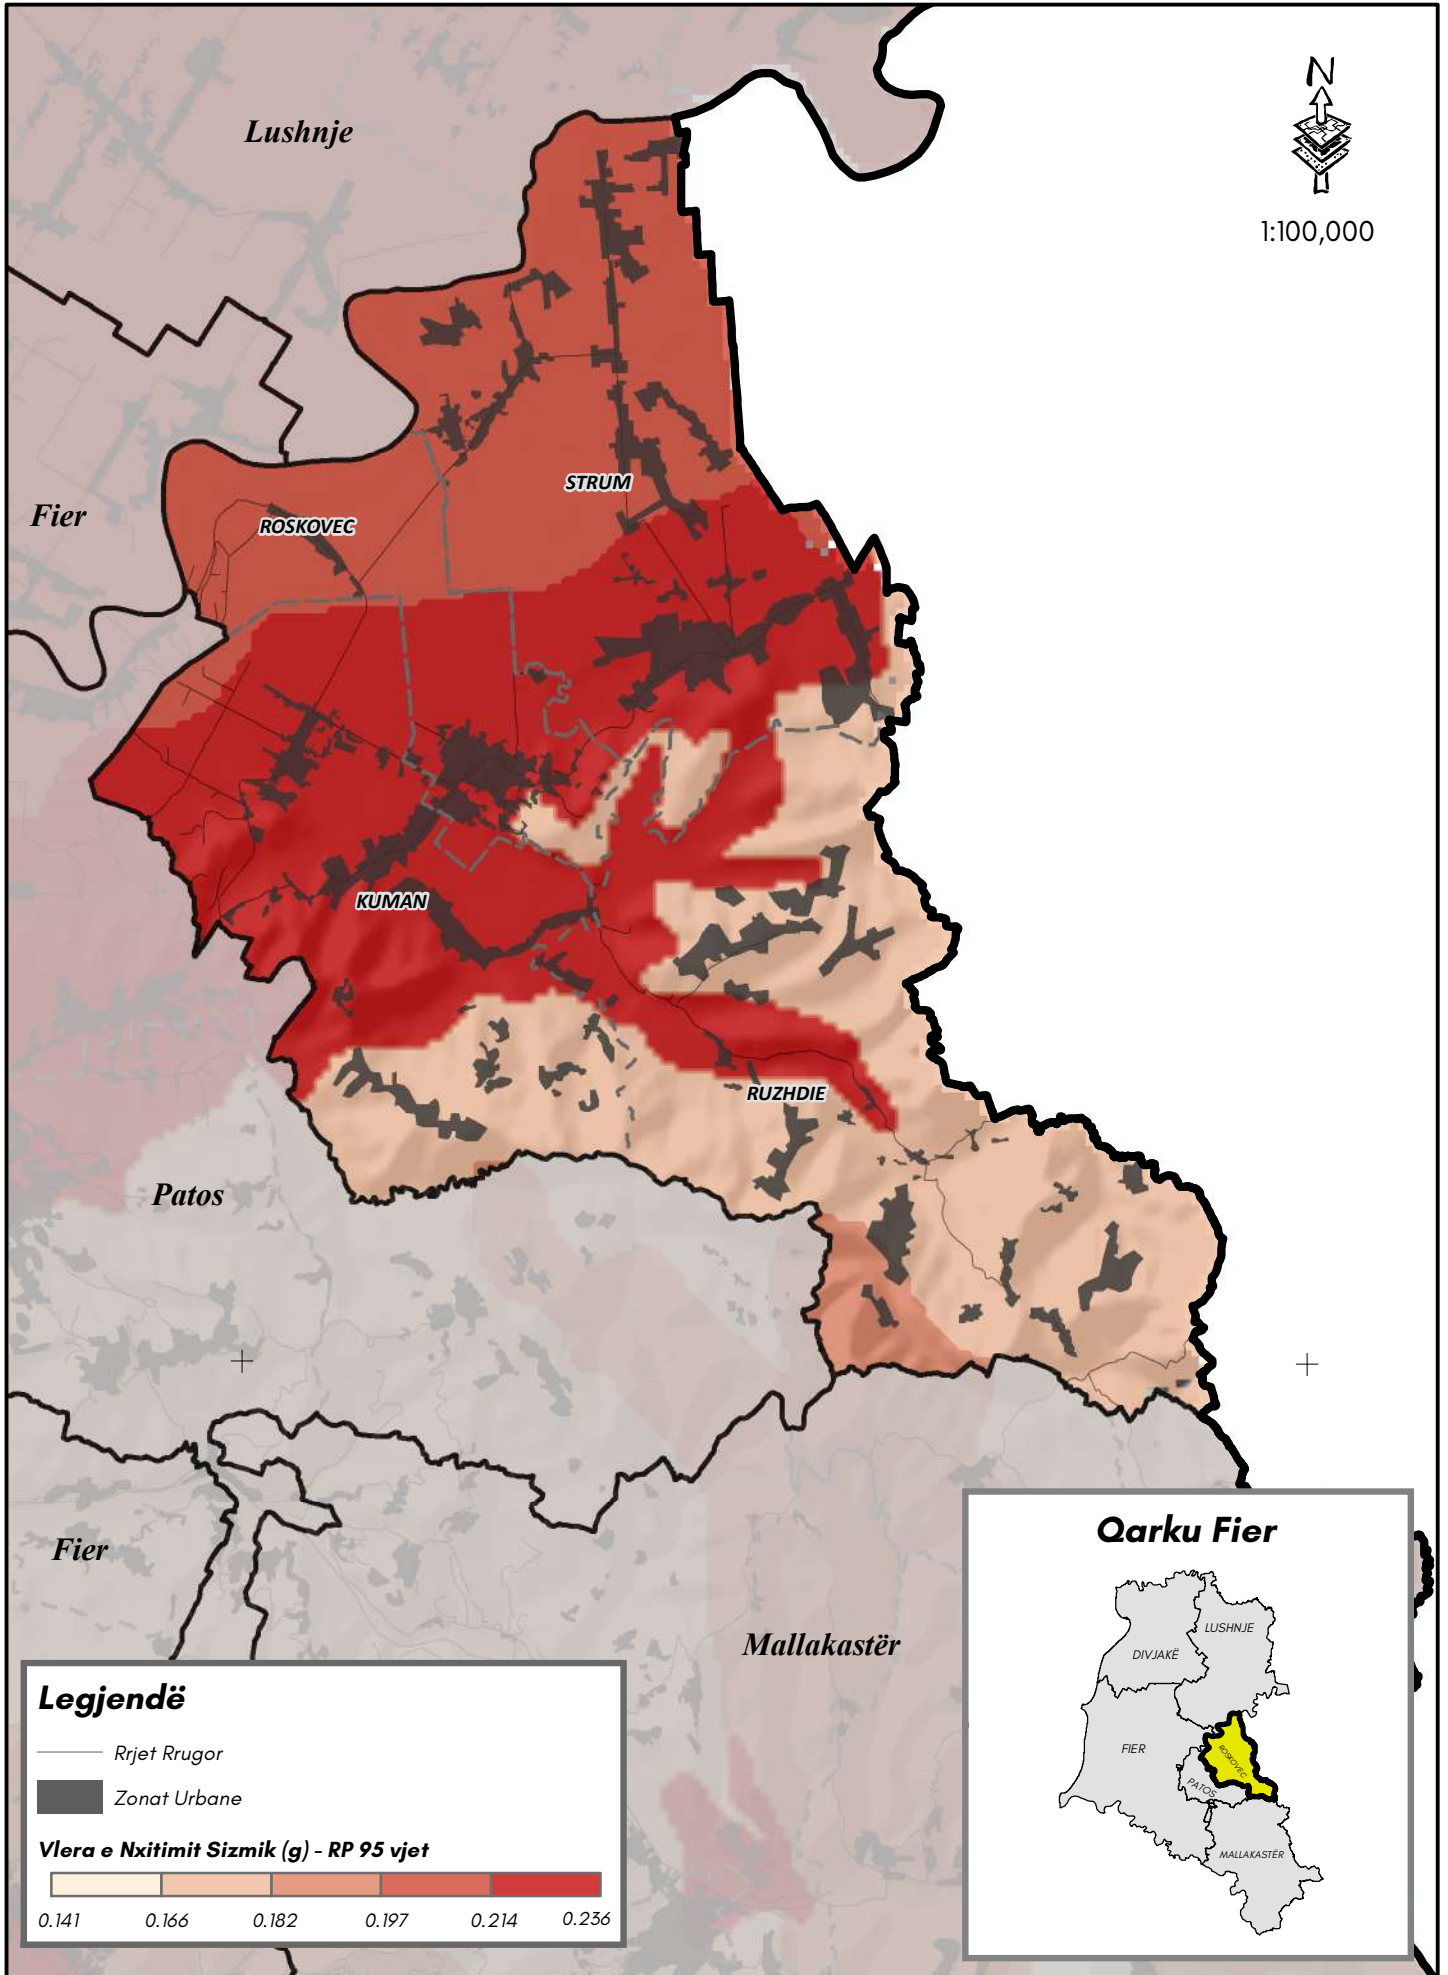 N
1:100,000
Lushnje
Fier
STRUM
ROSKOVEC
KUMAN
RUZHDIE
Patos
Fier
Mallakastër
Legjendë
Rrjet Rrugor
Zonat Urbane
Vlera e Nxitimit Sizmik (g) - RP 95 vjet
0.141 0.166 0.182 0.197 0.214 0.236
Qarku Fier
LUSHNJE
DIVJAKË
FIER
ROSKOVEC
PATOS
MALLAKASTËR